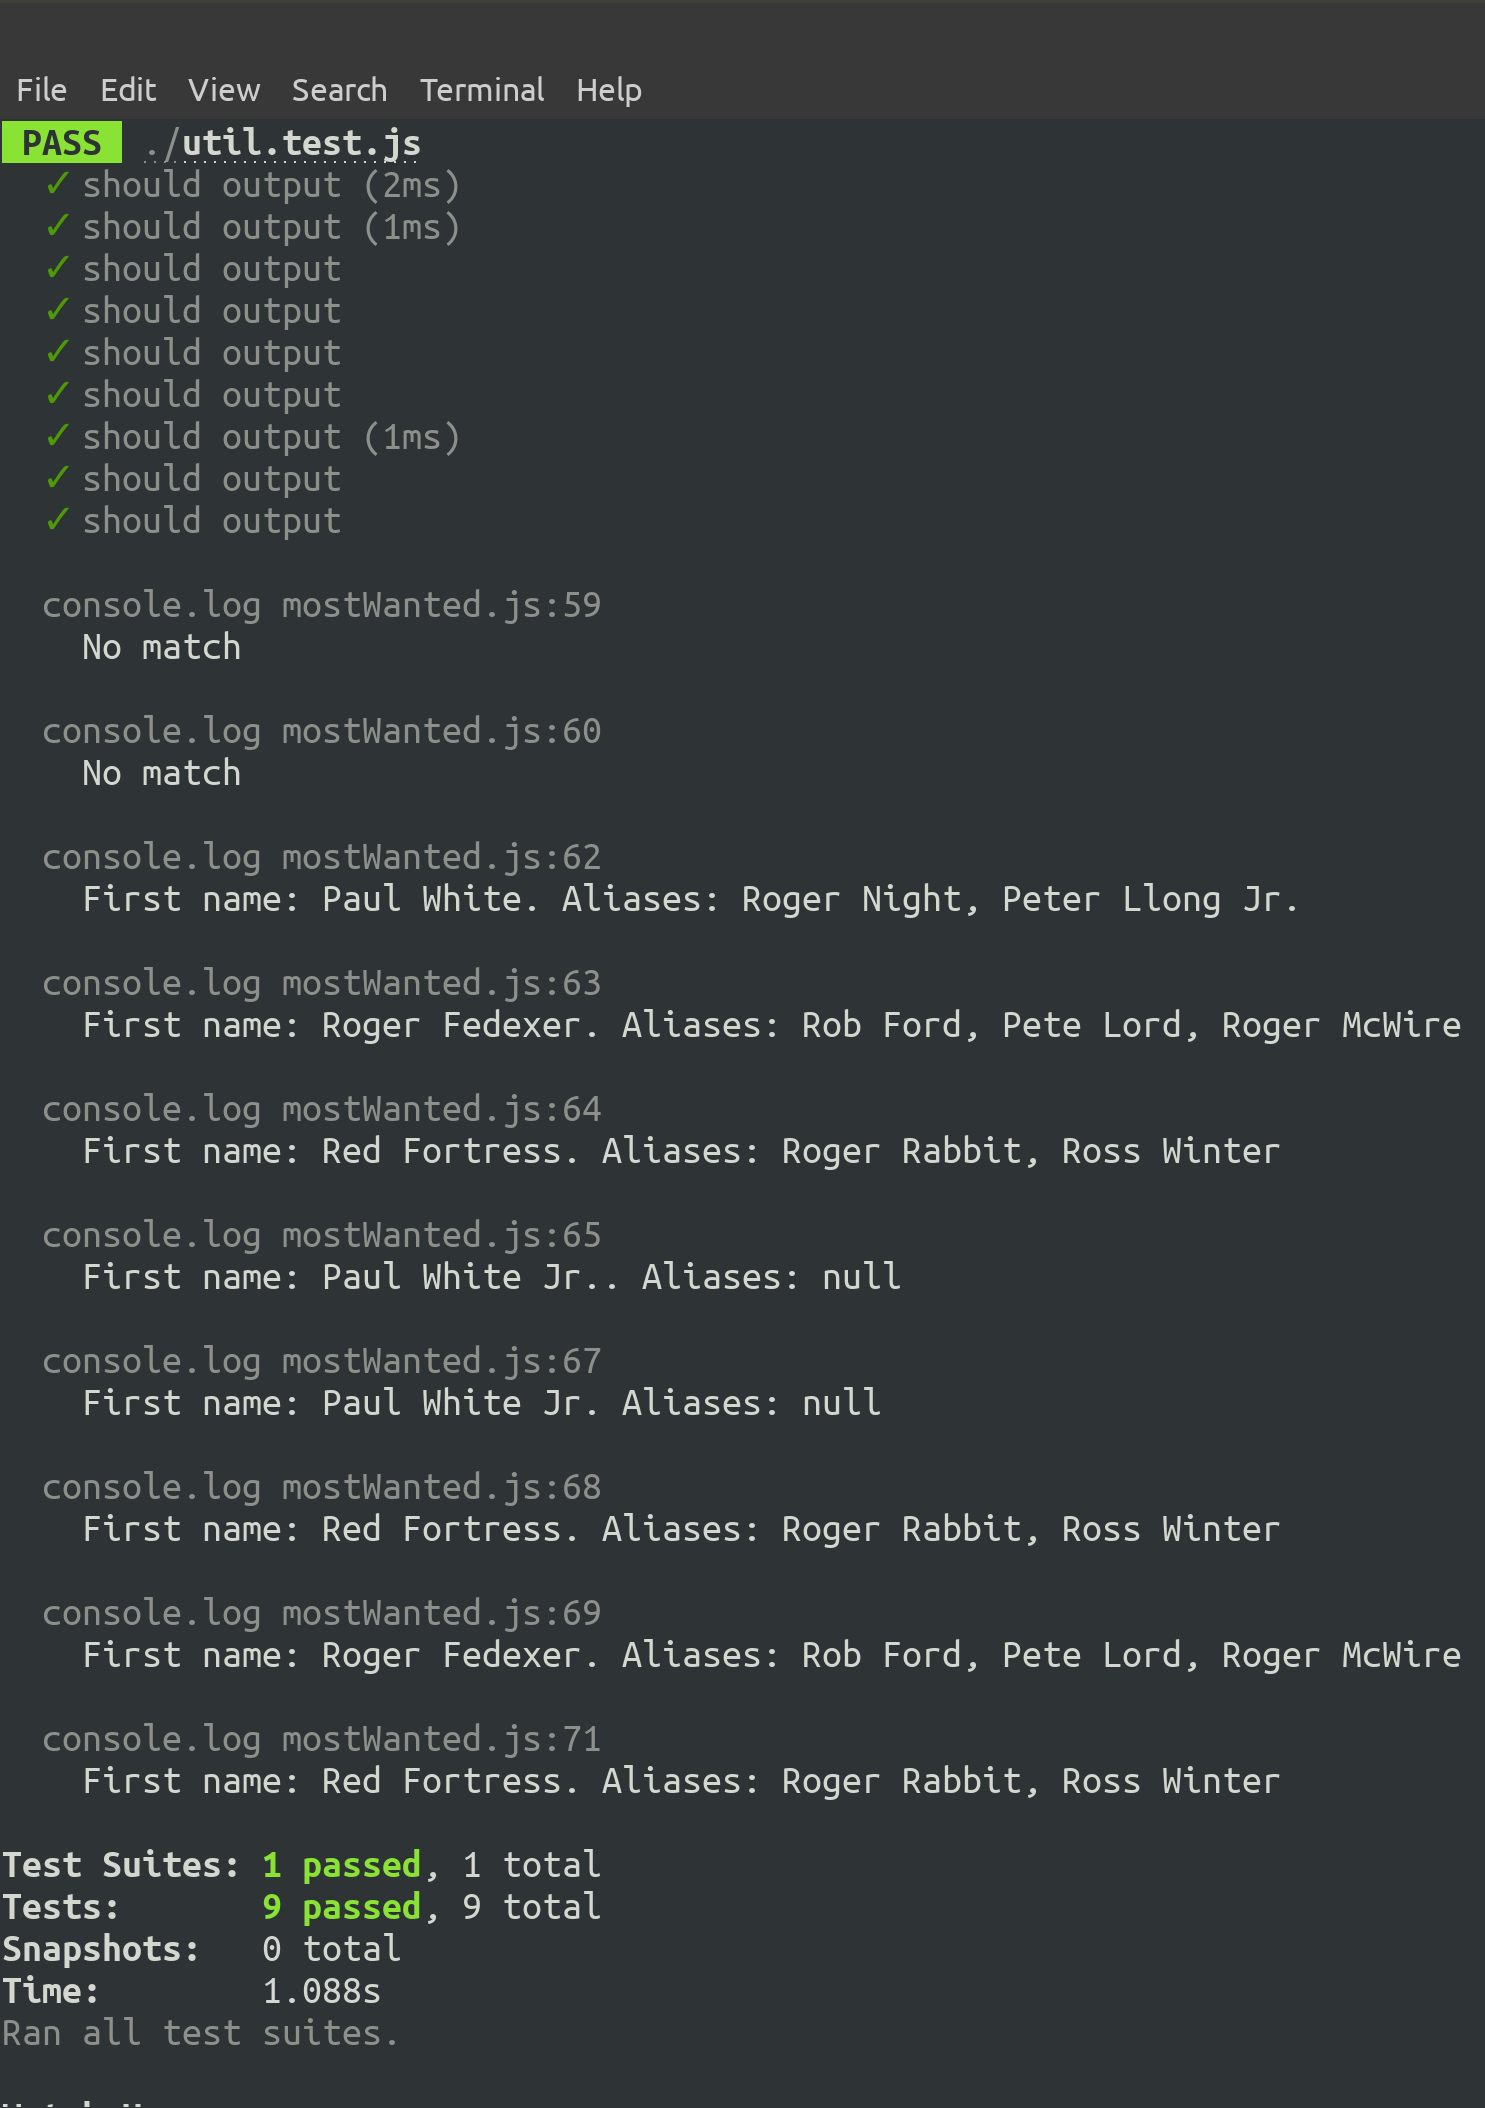 File Edit View Search Terminal Help
PASS ./util.test.js
✓ should output (2ms)
✓ should output (1ms)
✓ should output
✓ should output
✓ should output
✓ should output
✓ should output (1ms)
✓ should output
✓ should output
console.log mostWanted.js:59
No match
console.log mostWanted.js:60
No match
console.log mostWanted.js:62
First name: Paul White. Aliases: Roger Night, Peter Llong Jr.
console.log mostWanted.js:63
First name: Roger Fedexer. Aliases: Rob Ford, Pete Lord, Roger McWire
console.log mostWanted.js:64
First name: Red Fortress. Aliases: Roger Rabbit, Ross Winter
console.log mostWanted.js:65
First name: Paul White Jr.. Aliases: null
console.log mostWanted.js:67
First name: Paul White Jr. Aliases: null
console.log mostWanted.js:68
First name: Red Fortress. Aliases: Roger Rabbit, Ross Winter
console.log mostWanted.js:69
First name: Roger Fedexer. Aliases: Rob Ford, Pete Lord, Roger McWire
console.log mostWanted.js:71
First name: Red Fortress. Aliases: Roger Rabbit, Ross Winter
Test Suites: 1 passed, 1 total
Tests: 9 passed, 9 total
Snapshots: 0 total
Time: 1.088s
Ran all test suites.